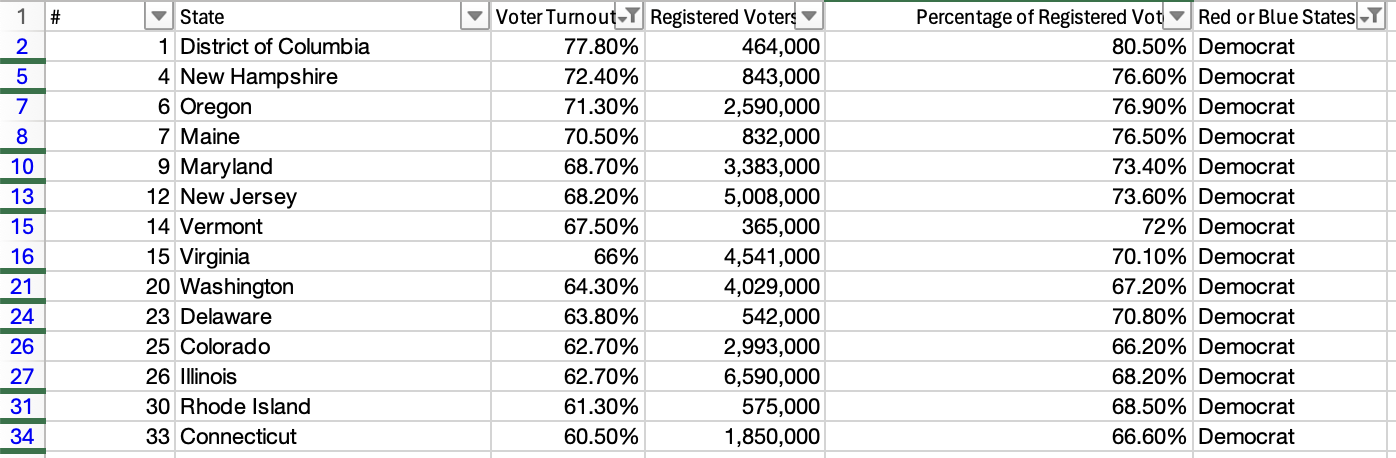 1 # State Voter Turnout Registered Voters Percentage of Registered Vot Red or Blue States
2 1 District of Columbia 77.80% 464,000 80.50% Democrat
5 4 New Hampshire 72.40% 843,000 76.60% Democrat
7 6 Oregon 71.30% 2,590,000 76.90% Democrat
8 7 Maine 70.50% 832,000 76.50% Democrat
10 9 Maryland 68.70% 3,383,000 73.40% Democrat
13 12 New Jersey 68.20% 5,008,000 73.60% Democrat
15 14 Vermont 67.50% 365,000 72% Democrat
16 15 Virginia 66% 4,541,000 70.10% Democrat
21 20 Washington 64.30% 4,029,000 67.20% Democrat
24 23 Delaware 63.80% 542,000 70.80% Democrat
26 25 Colorado 62.70% 2,993,000 66.20% Democrat
27 26 Illinois 62.70% 6,590,000 68.20% Democrat
31 30 Rhode Island 61.30% 575,000 68.50% Democrat
34 33 Connecticut 60.50% 1,850,000 66.60% Democrat